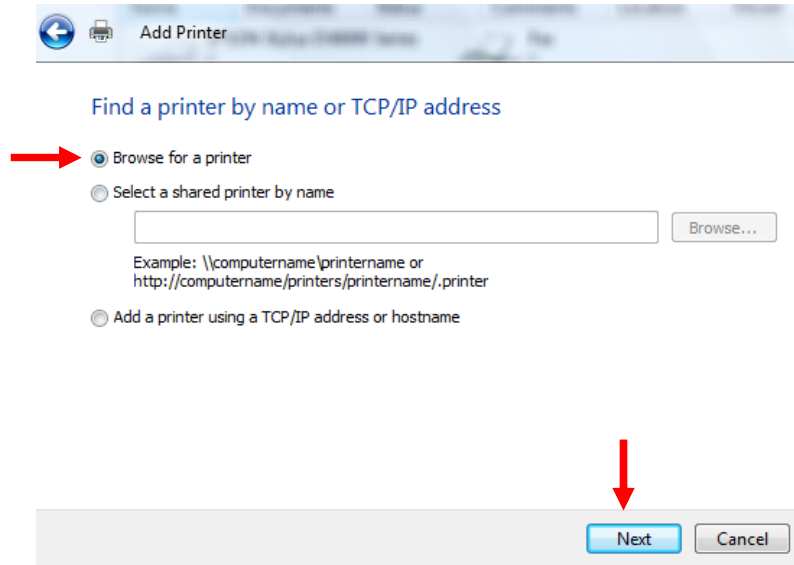 Add Printer
Find a printer by name or TCP/IP address
Browse for a printer
Select a shared printer by name
Browse...
Example: \\computername\printername or
http://computername/printers/printername/.printer
Add a printer using a TCP/IP address or hostname
Next Cancel